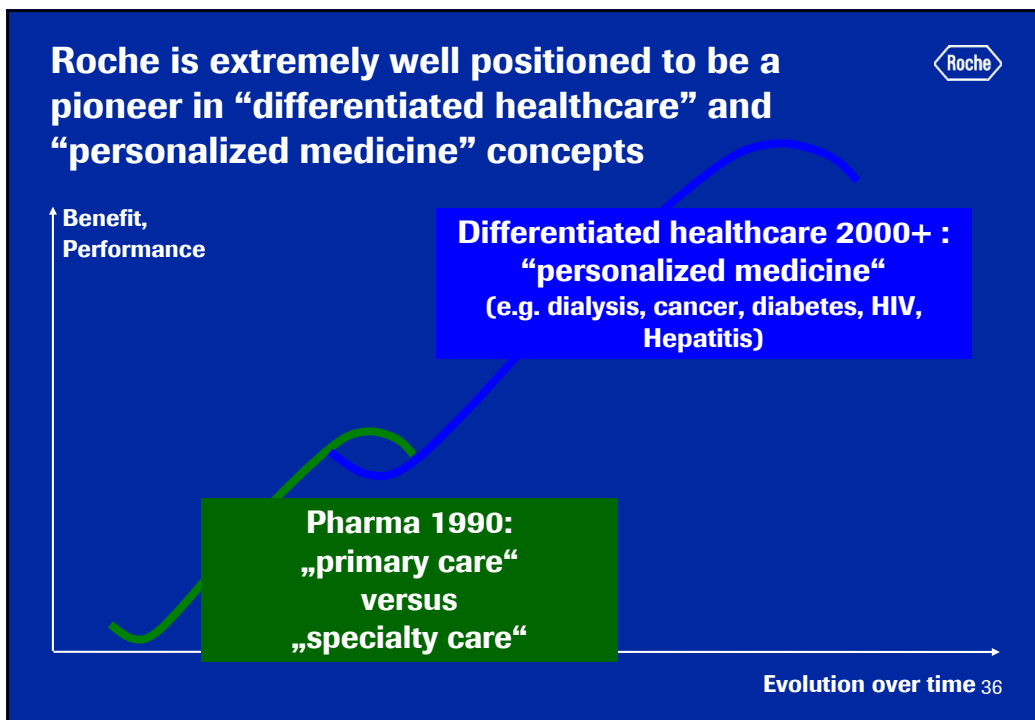 Roche is extremely well positioned to be a
pioneer in “differentiated healthcare” and
“personalized medicine” concepts
Roche
Benefit,
Performance
Differentiated healthcare 2000+ :
“personalized medicine“
(e.g. dialysis, cancer, diabetes, HIV,
Hepatitis)
Pharma 1990:
„primary care“
versus
„specialty care“
Evolution over time 36